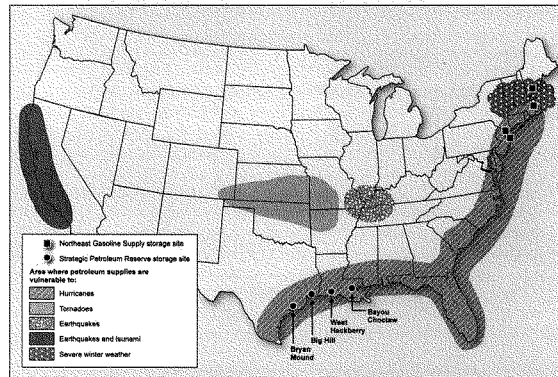 Northeast Gasoline Supply storage site
Strategic Petroleum Reserve storage site
Area where petroleum supplies are
vulnerable to:
Hurricanes
Tornadoes
Earthquakes
Earthquakes and tsunami
Severe winter weather
Bryan
Mound
Big Hill
West
Hackberry
Bayou
Choctaw